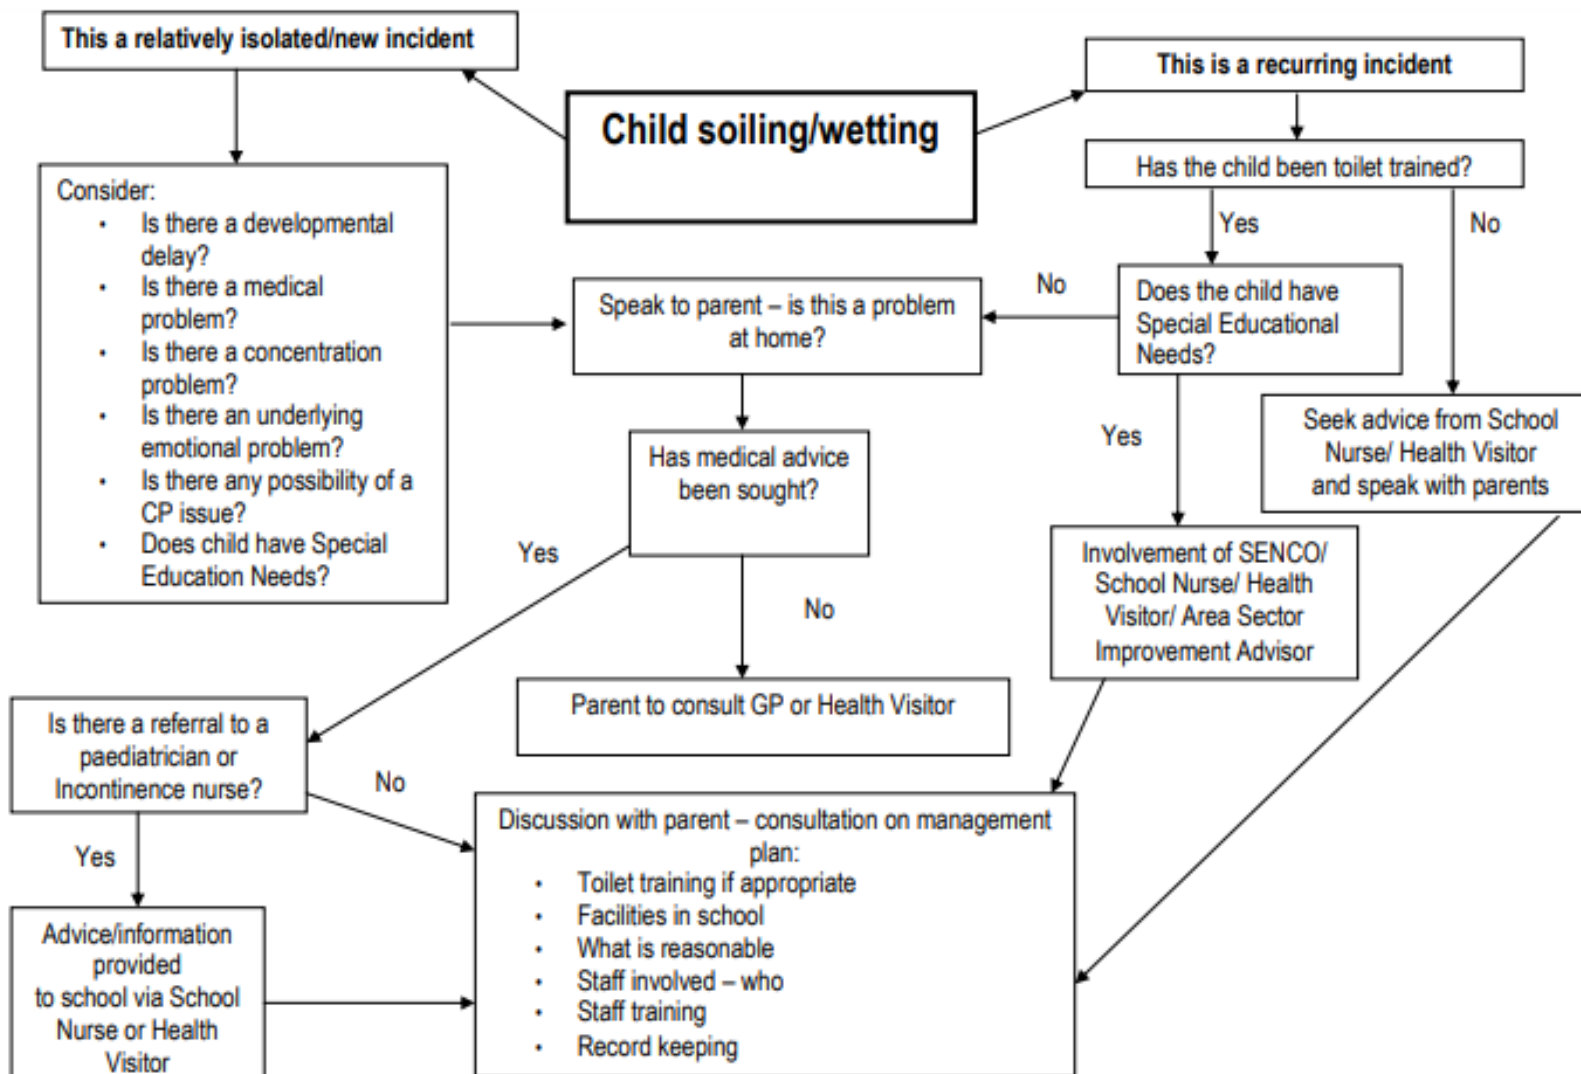 This a relatively isolated/new incident
This is a recurring incident
Child soiling/wetting
Has the child been toilet trained?
Yes
No
Consider:
• Is there a developmental
delay?
• Is there a medical
problem?
• Is there a concentration
problem?
• Is there an underlying
emotional problem?
• Is there any possibility of a
CP issue?
• Does child have Special
Education Needs?
Speak to parent – is this a problem
at home?
No
Does the child have
Special Educational
Needs?
Yes
Seek advice from School
Nurse/ Health Visitor
and speak with parents
Has medical advice
been sought?
Yes
No
Involvement of SENCO/
School Nurse/ Health
Visitor/ Area Sector
Improvement Advisor
Parent to consult GP or Health Visitor
Is there a referral to a
paediatrician or
Incontinence nurse?
No
Yes
Discussion with parent – consultation on management
plan:
• Toilet training if appropriate
• Facilities in school
• What is reasonable
• Staff involved – who
• Staff training
• Record keeping
Advice/information
provided
to school via School
Nurse or Health
Visitor